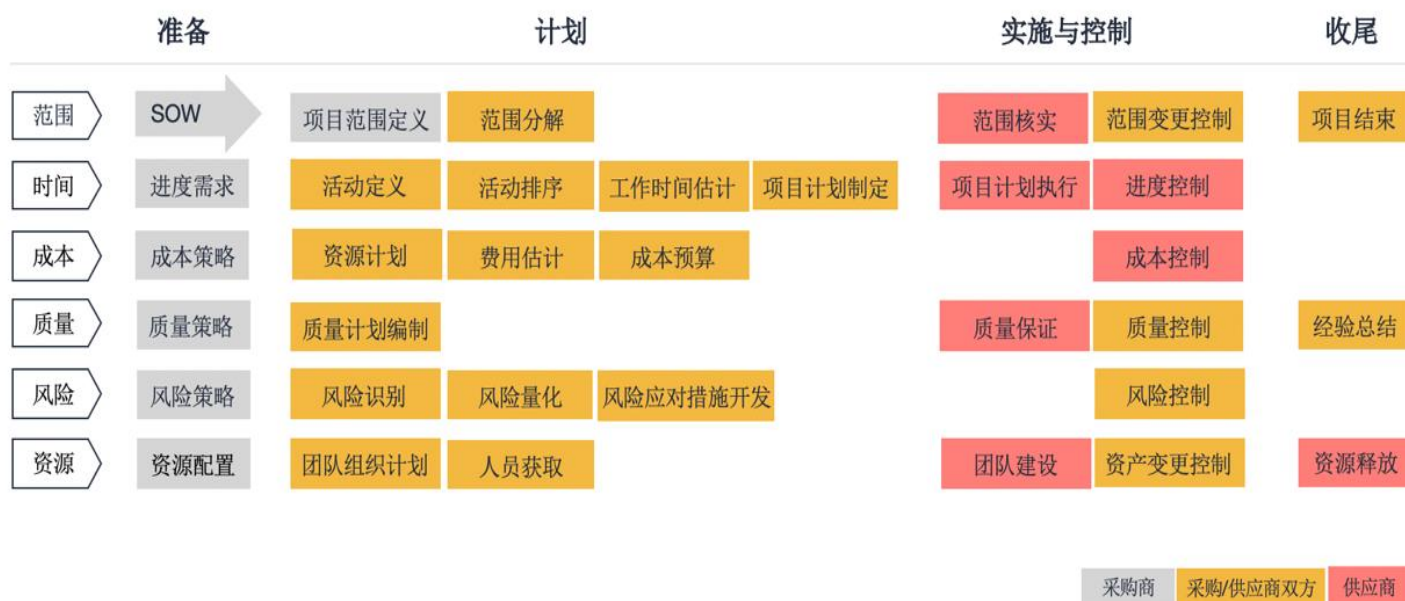 准备 计划 实施与控制 收尾
范围 SOW 项目范围定义 范围分解 范围核实 范围变更控制 项目结束
时间 进度需求 活动定义 活动排序 工作时间估计 项目计划制定 项目计划执行 进度控制
成本 成本策略 资源计划 费用估计 成本预算 成本控制
质量 质量策略 质量计划编制 质量保证 质量控制 经验总结
风险 风险策略 风险识别 风险量化 风险应对措施开发 风险控制
资源 资源配置 团队组织计划 人员获取 团队建设 资产变更控制 资源释放
采购商 采购/供应商双方 供应商